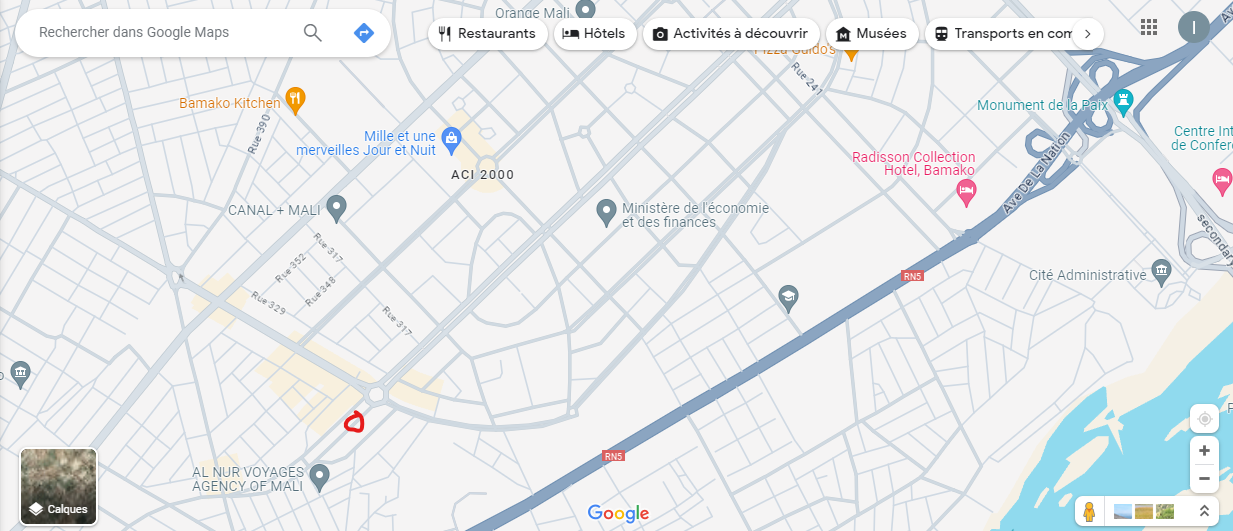 Orange Mali
Rechercher dans Google Maps
Restaurants
Hôtels
Activités à découvrir
Musées
Transports en com
I
Pizza Guido's
Rue 241
Bamako Kitchen
Rue 390
Monument de la Paix
Mille et une
merveilles Jour et Nuit
Centre Int
de Confere
Radisson Collection
Hotel, Bamako
ACI 2000
Ave De La Nation
CANAL + MALI
Ministère de l'économie
et des finances
secondar
Rue 317
Rue 352
Rue 348
Rue 329
Rue 317
RN5
Cité Administrative
RN5
AL NUR VOYAGES
AGENCY OF MALI
Calques
Google